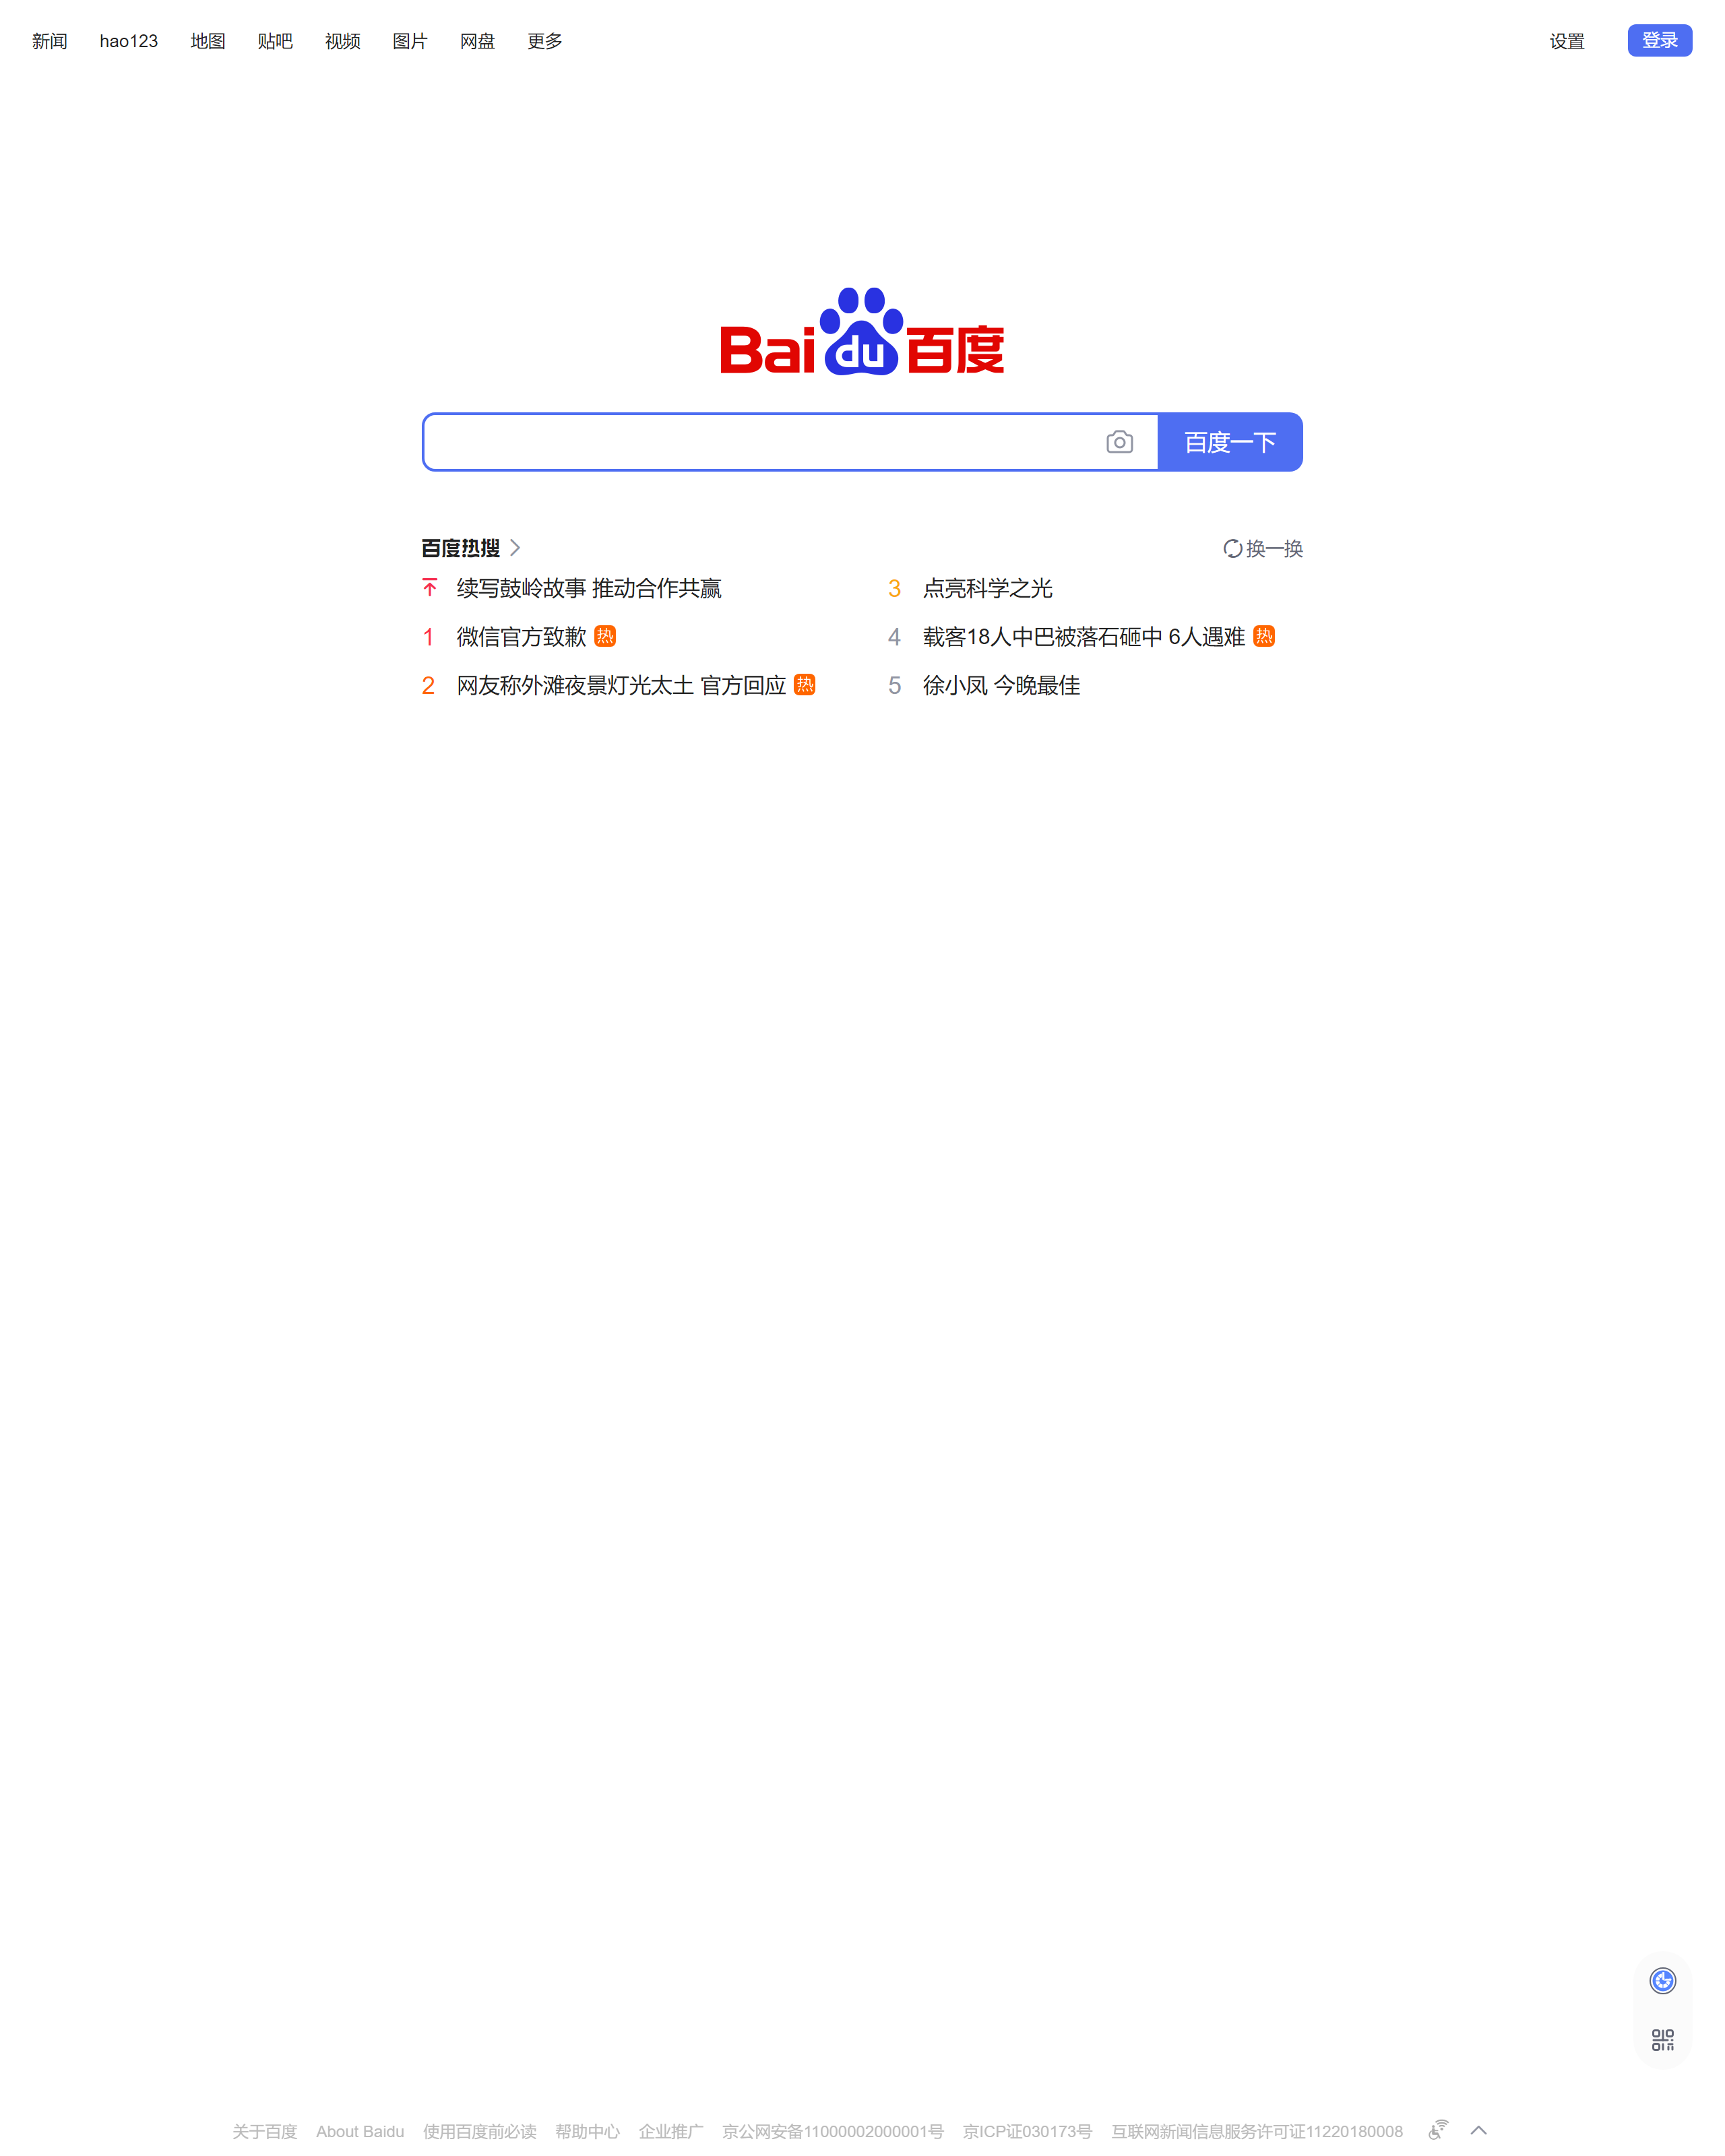 新闻 hao123 地图 贴吧 视频 图片 网盘 更多 设置 登录
Bai du 百度
百度一下
百度热搜 换一换
续写鼓岭故事 推动合作共赢
1 微信官方致歉 热
2 网友称外滩夜景灯光太土 官方回应 热
3 点亮科学之光
4 载客18人中巴被落石砸中 6人遇难 热
5 徐小凤 今晚最佳
关于百度 About Baidu 使用百度前必读 帮助中心 企业推广 京公网安备11000002000001号 京ICP证030173号 互联网新闻信息服务许可证11220180008